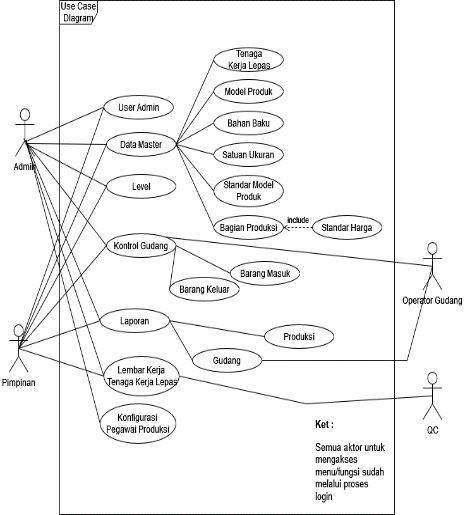 Use Case
Diagram
Tenaga
Kerja Lepas
User Admin
Model Produk
Admin
Data Master
Bahan Baku
Satuan Ukuran
Level
Standar Model
Produk
Bagian Produksi
include
Standar Harga
Kontrol Gudang
Barang Masuk
Barang Keluar
Operator Gudang
Laporan
Produksi
Gudang
Pimpinan
Lembar Kerja
Tenaga Kerja Lepas
Konfigurasi
Pegawai Produksi
QC
Ket :
Semua aktor untuk
mengakses
menu/fungsi sudah
melalui proses
login